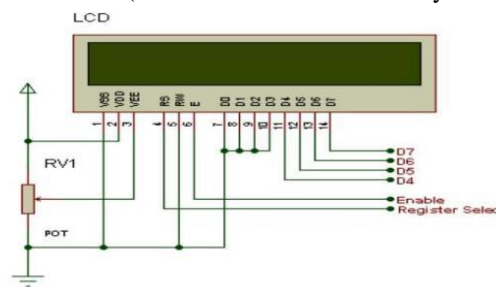 LCD
VSS
VDD
VEE
RS
RW
E
D0
D1
D2
D3
D4
D5
D6
D7
1
2
3
4
5
6
7
8
9
10
11
12
13
14
RV1
POT
D7
D6
D5
D4
Enable
Register Selec